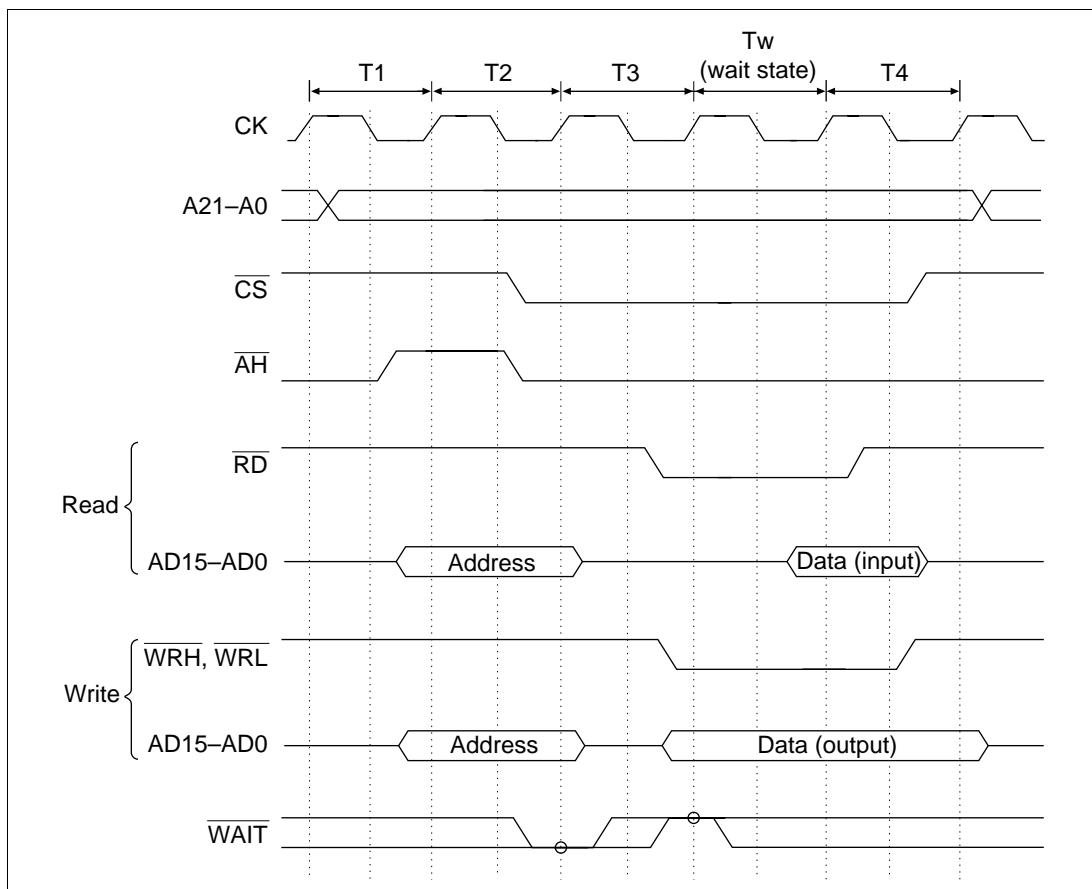 Tw
T1 T2 T3 (wait state) T4
CK
A21–A0
CS
AH
RD
Read
AD15–AD0 Address Data (input)
WRH, WRL
Write
AD15–AD0 Address Data (output)
WAIT